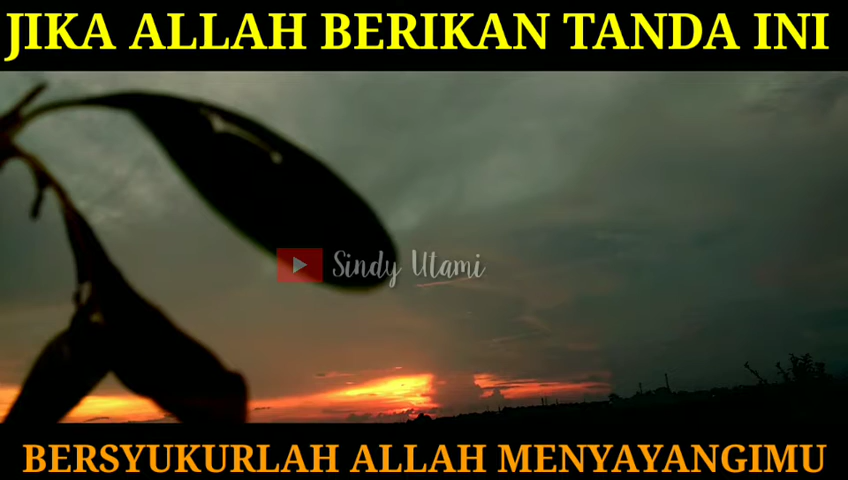 JIKA ALLAH BERIKAN TANDA INI
Sindy Utami
BERSYUKURLAH ALLAH MENYAYANGIMU